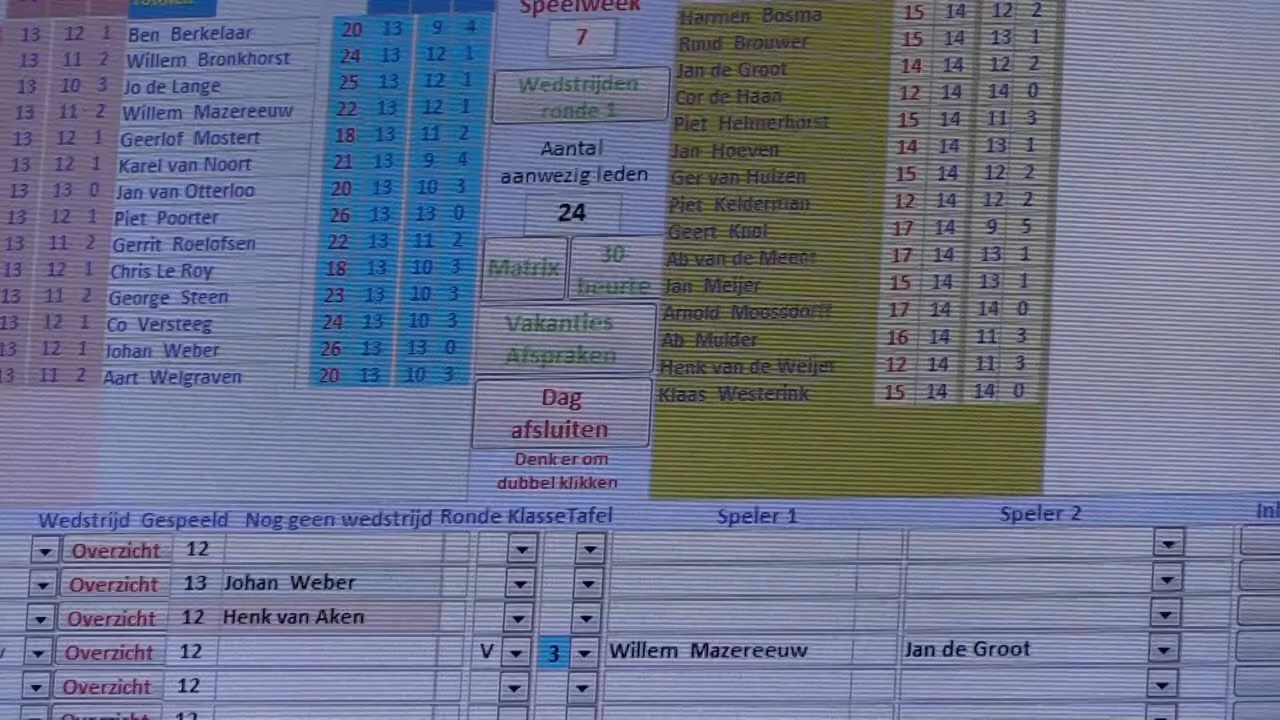 Totalen
13 12 1 Ben Berkelaar 20 13 9 4
13 11 2 Willem Bronkhorst 24 13 12 1
13 10 3 Jo de Lange 25 13 12 1
13 11 2 Willem Mazereeuw 22 13 12 1
13 12 1 Geerlof Mostert 18 13 11 2
13 12 1 Karel van Noort 21 13 9 4
13 13 0 Jan van Otterloo 20 13 10 3
13 12 1 Piet Poorter 26 13 13 0
13 11 2 Gerrit Roelofsen 22 13 11 2
13 12 1 Chris Le Roy 18 13 10 3
13 11 2 George Steen 23 13 10 3
13 12 1 Co Versteeg 24 13 10 3
13 12 1 Johan Weber 26 13 13 0
13 11 2 Aart Welgraven 20 13 10 3
Speelweek
7
Wedstrijden
ronde 1
Aantal
aanwezig leden
24
Matrix
30-
beurte
Vakanties
Afspraken
Dag
afsluiten
Denk er om
dubbel klikken
Harmen Bosma 15 14 12 2
Ruud Brouwer 15 14 13 1
Jan de Groot 14 14 12 2
Cor de Haan 12 14 14 0
Piet Helmerhorst 15 14 11 3
Jan Hoeven 14 14 13 1
Ger van Huizen 15 14 12 2
Piet Kelderman 12 14 12 2
Geert Knol 17 14 9 5
Ab van de Meent 17 14 13 1
Jan Meijer 15 14 13 1
Arnold Moossdorff 17 14 14 0
Ab Mulder 16 14 11 3
Henk van de Weijer 12 14 11 3
Klaas Westerink 15 14 14 0
Wedstrijd Gespeeld Nog geen wedstrijd Ronde Klasse Tafel Speler 1 Speler 2
Overzicht 12
Overzicht 13 Johan Weber
Overzicht 12 Henk van Aken
Overzicht 12 V 3 Willem Mazereeuw Jan de Groot
Overzicht 12
Overzicht 12